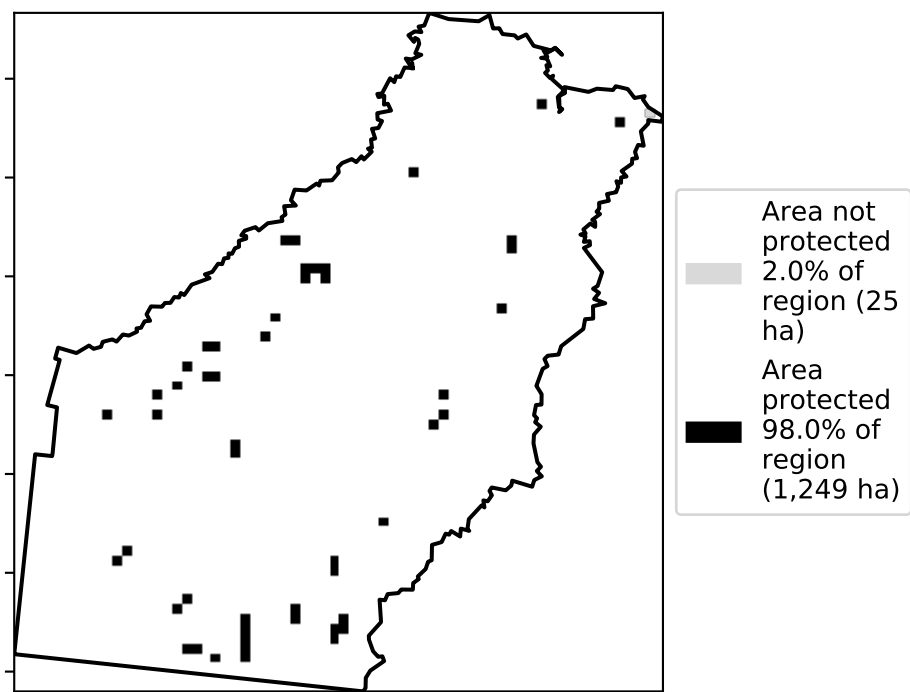 Area not
protected
2.0% of
region (25
ha)
Area
protected
98.0% of
region
(1,249 ha)